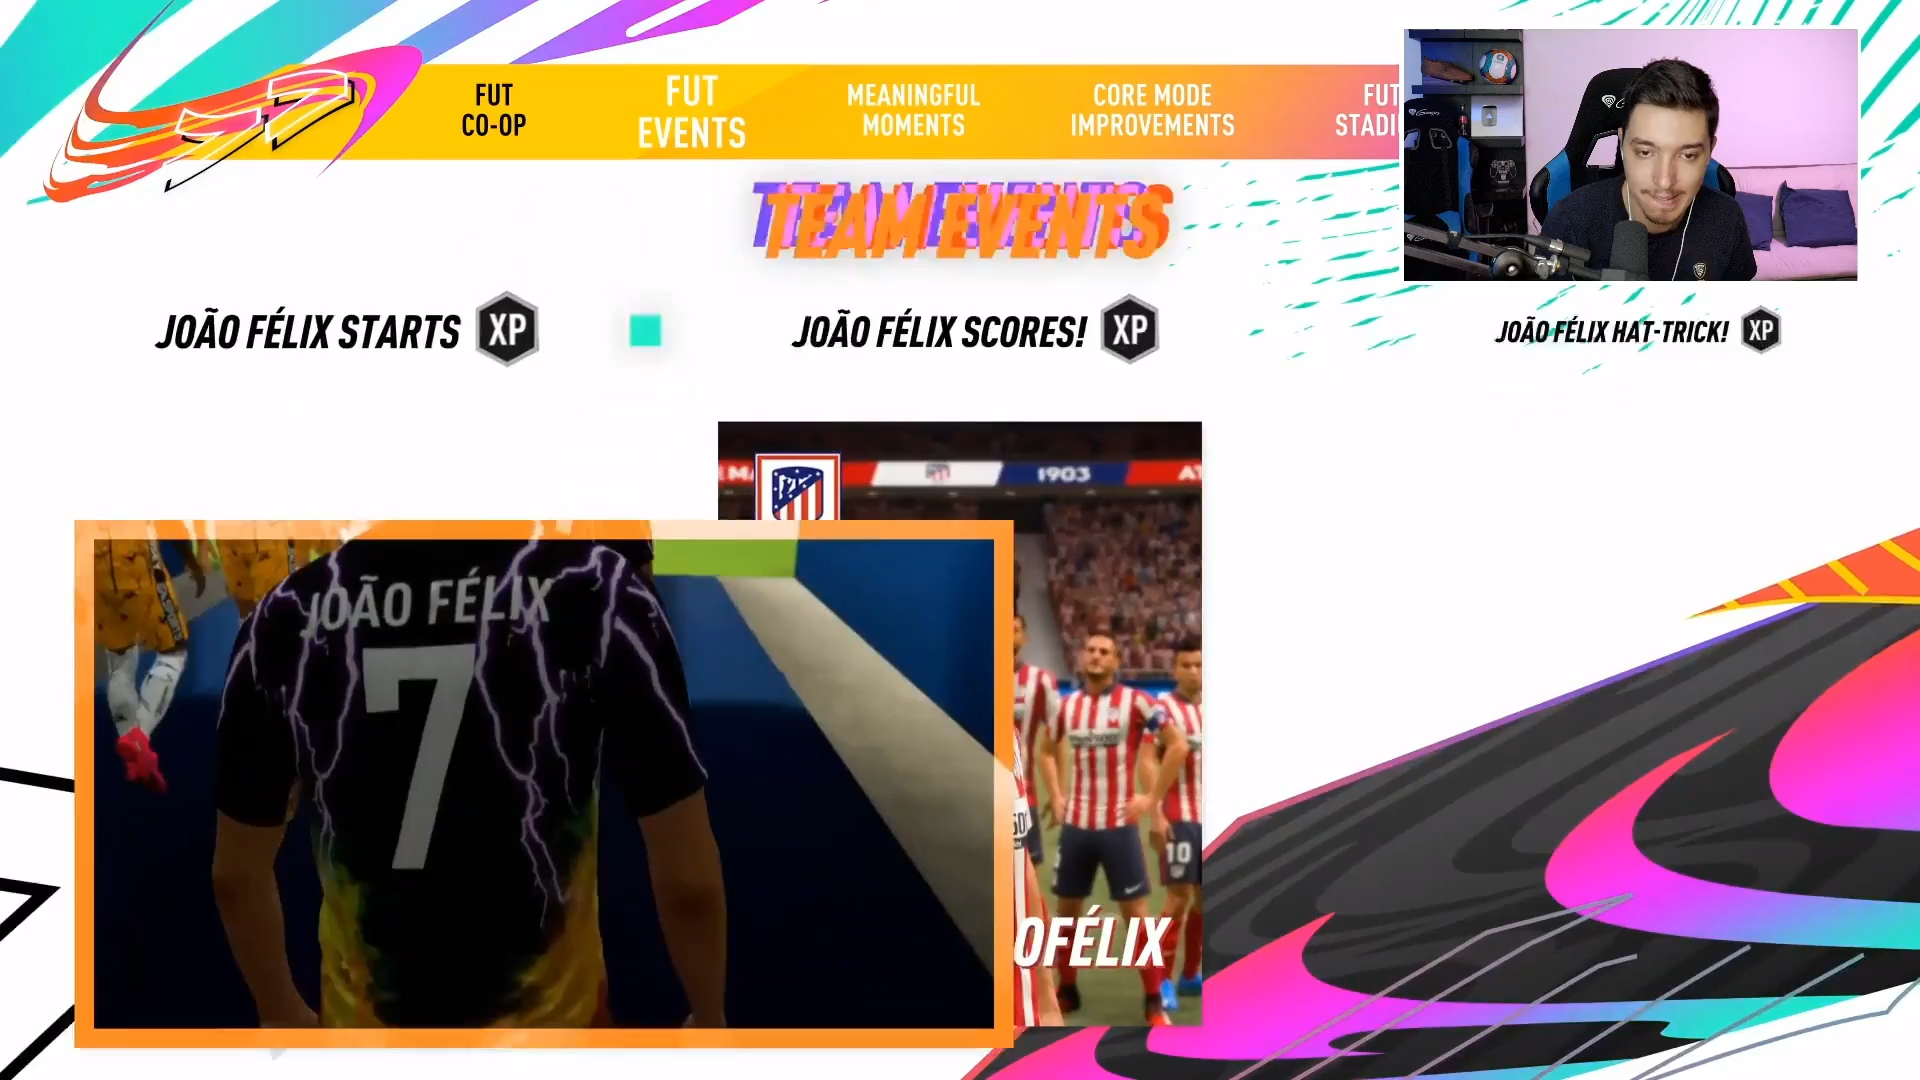 FUT
CO-OP
FUT
EVENTS
MEANINGFUL
MOMENTS
CORE MODE
IMPROVEMENTS
FUT
STADI
TEAM EVENTS
JOÃO FÉLIX STARTS XP
JOÃO FÉLIX SCORES! XP
JOÃO FÉLIX HAT-TRICK! XP
1903
JOÃO FÉLIX
7
10
OFÉLIX